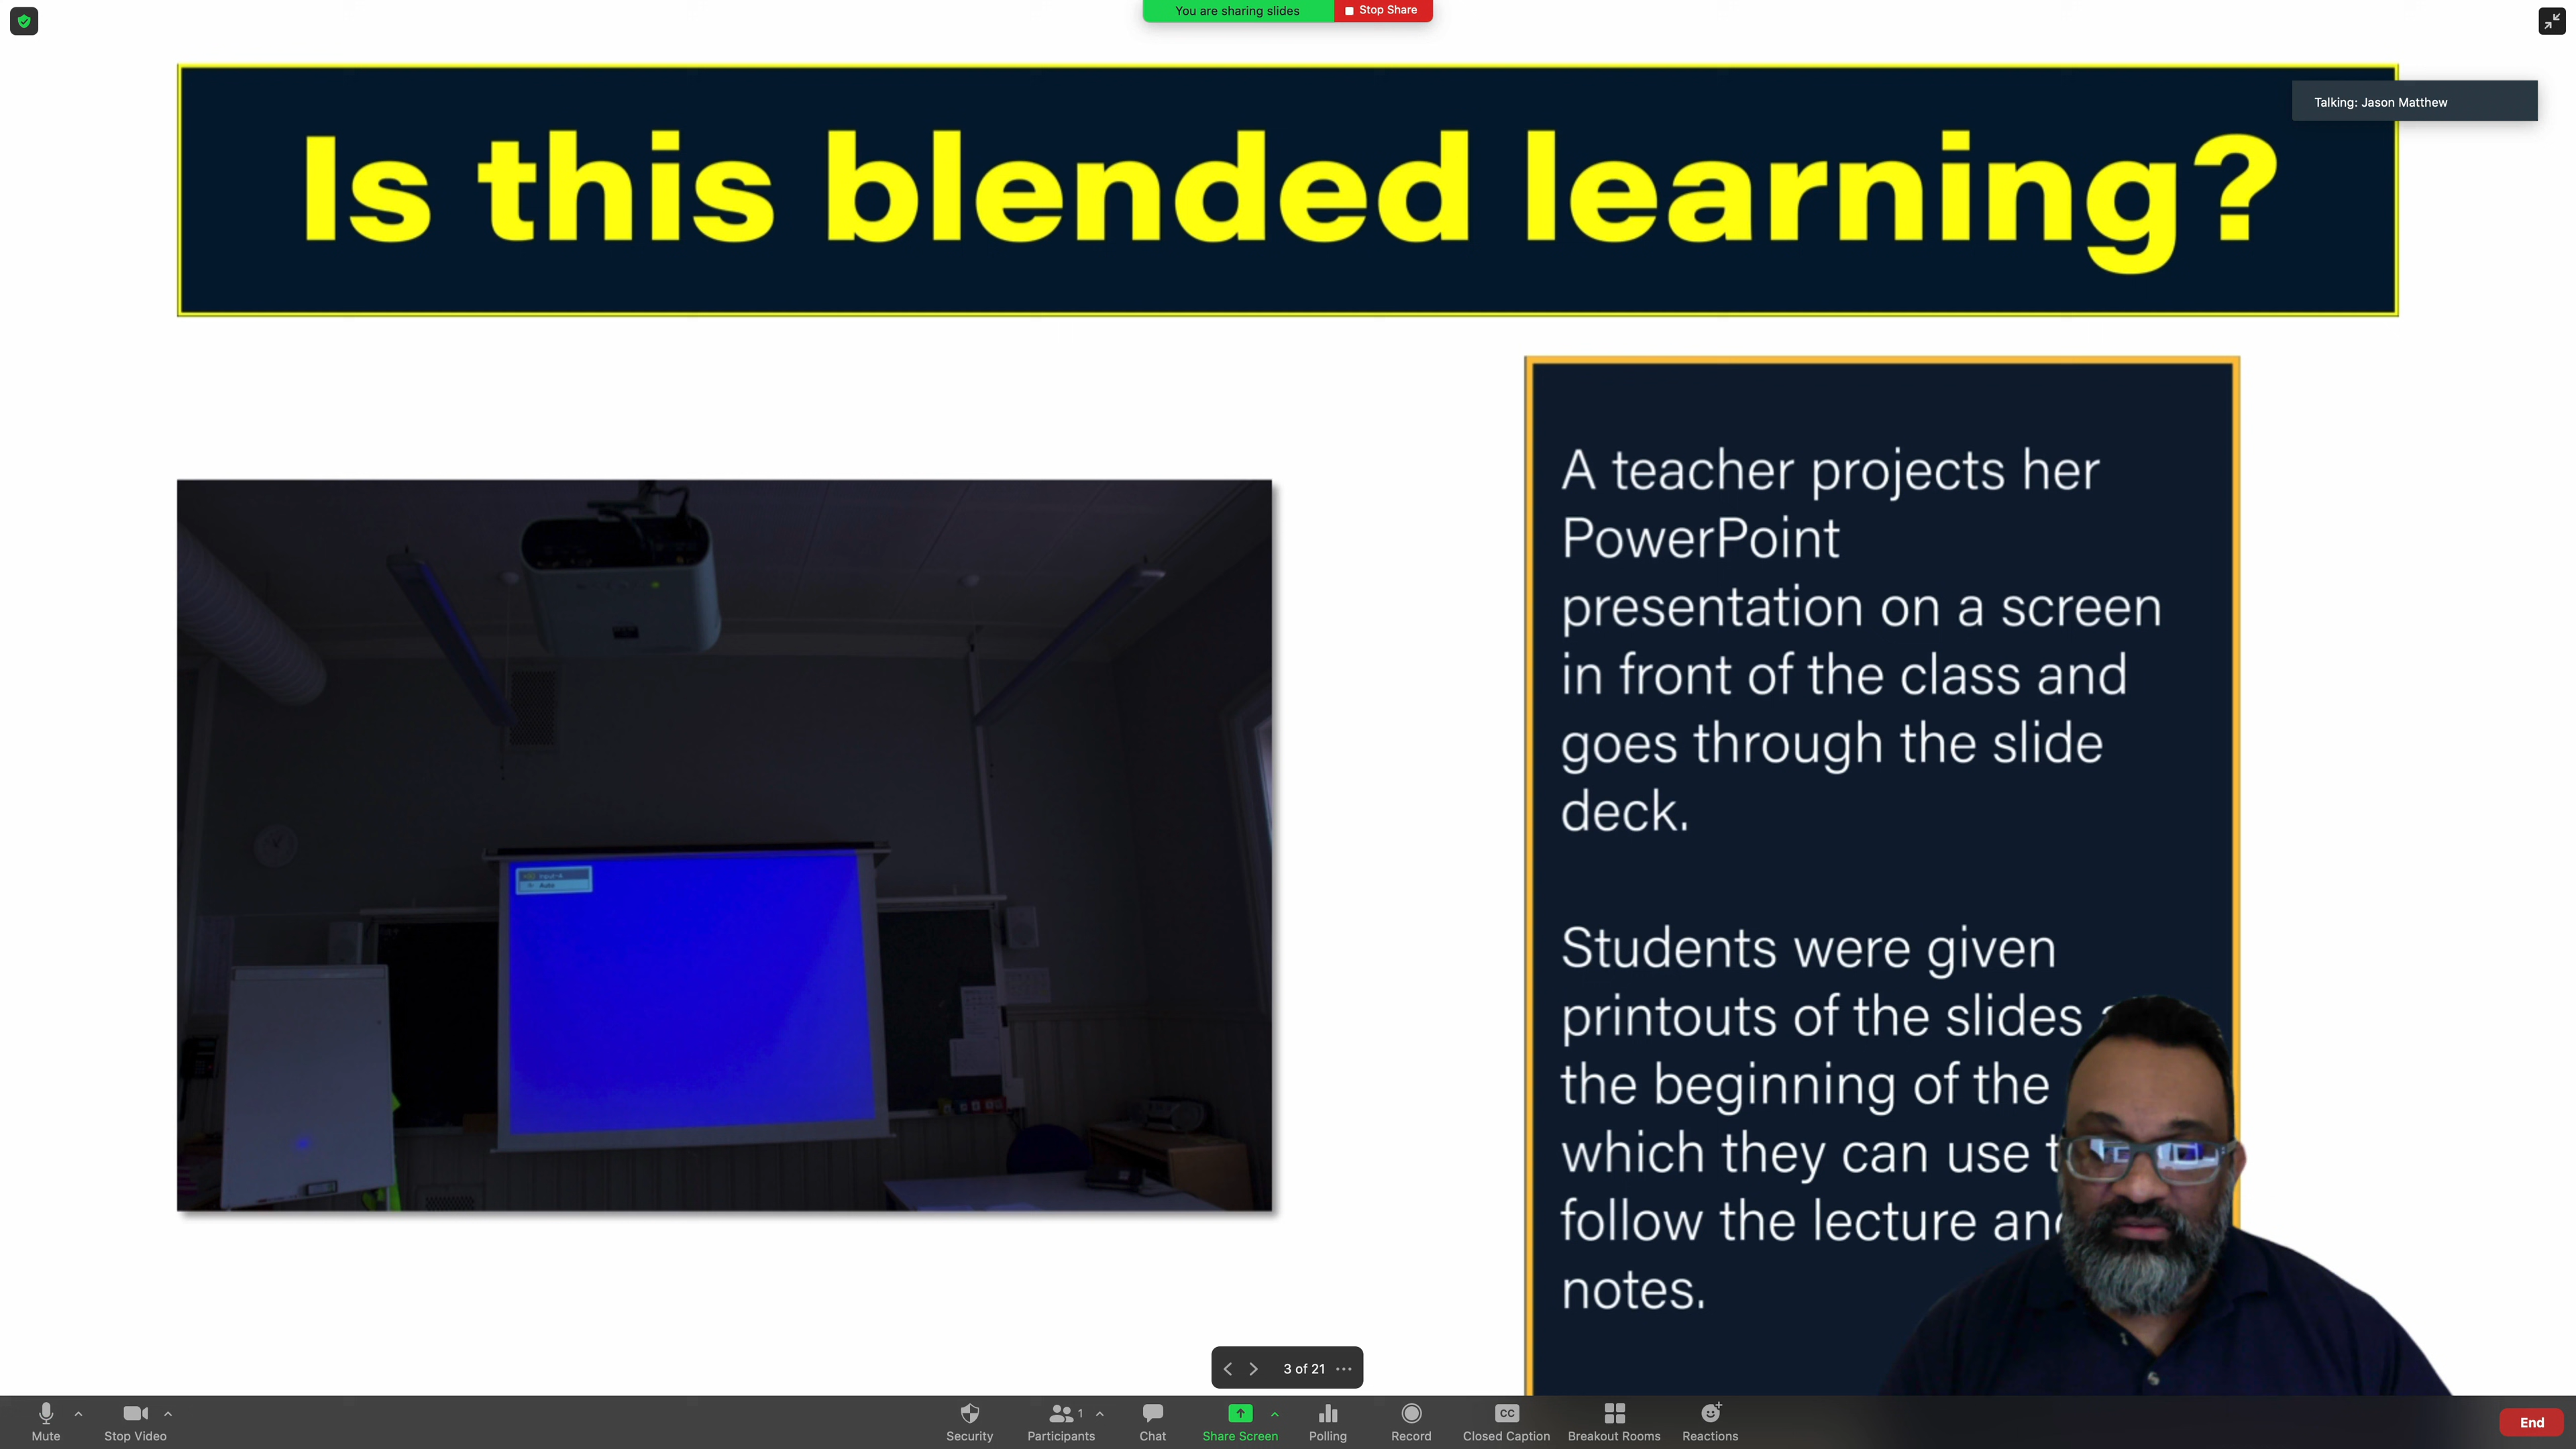 You are sharing slides
Stop Share
Is this blended learning?
Talking: Jason Matthew
A teacher projects her
PowerPoint
presentation on a screen
in front of the class and
goes through the slide
deck.
Students were given
printouts of the slides
the beginning of the
which they can use
follow the lecture
notes.
Auto
3 of 21
Mute
Stop Video
Security
Participants
1
Chat
Share Screen
Polling
Record
CC
Closed Caption
Breakout Rooms
Reactions
End